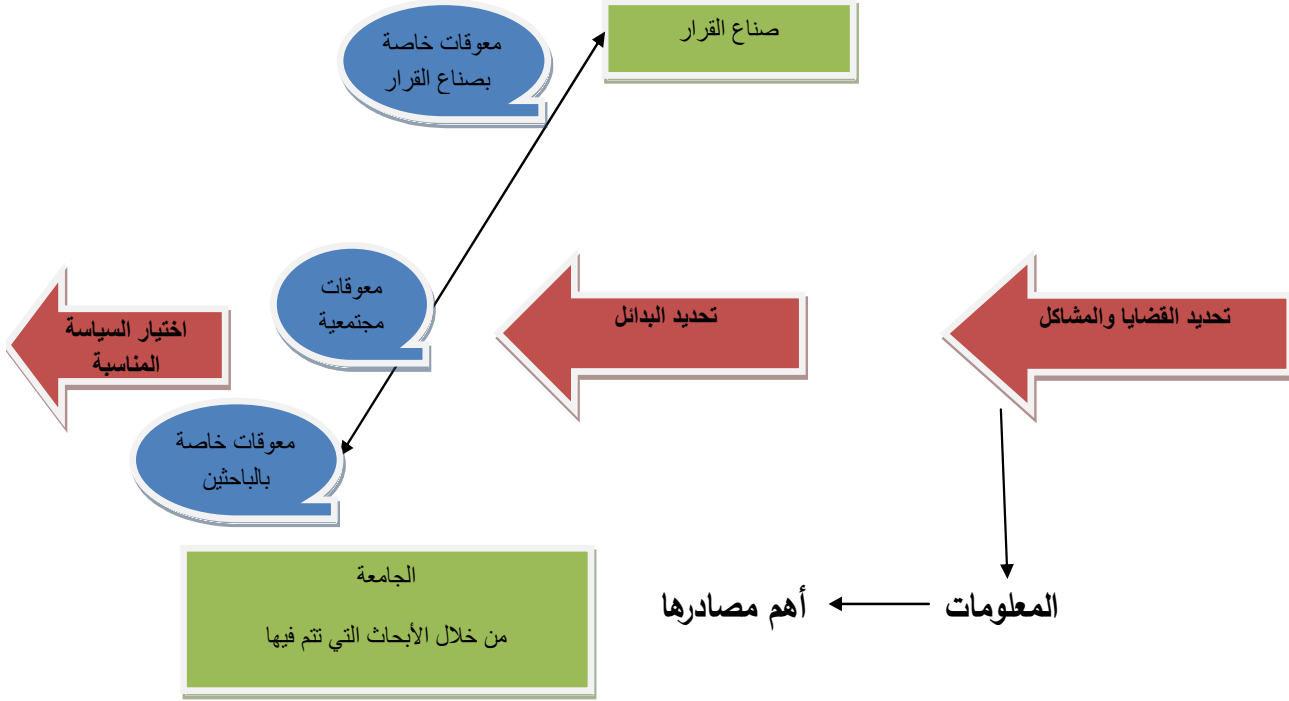 صناع القرار
معوقات خاصة
بصناع القرار
تحديد القضايا والمشاكل
تحديد البدائل
معوقات
مجتمعية
اختيار السياسة
المناسبة
معوقات خاصة
بالباحثين
المعلومات
أهم مصادرها
الجامعة
من خلال الأبحاث التي تتم فيها